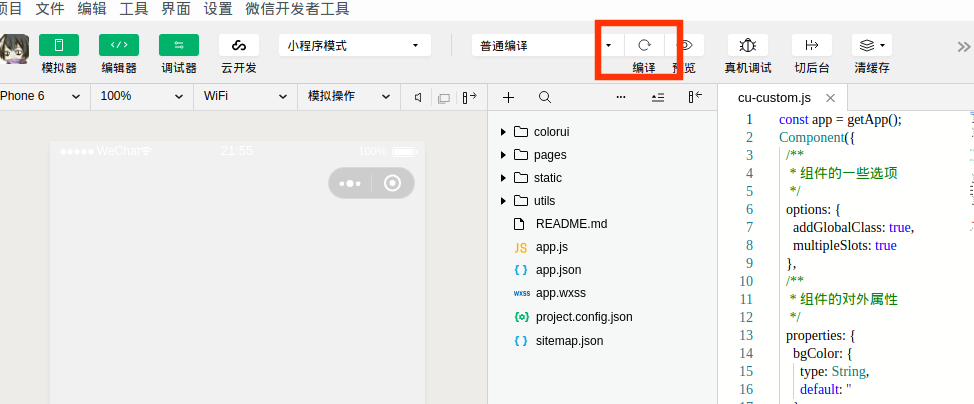 项目 文件 编辑 工具 界面 设置 微信开发者工具
小程序模式 普通编译
模拟器 编辑器 调试器 云开发 编译 预览 真机调试 切后台 清缓存
Phone 6 100% WiFi 模拟操作
cu-custom.js
WeChat 21:55 100%
colorui
pages
static
utils
README.md
JS app.js
{ } app.json
wxss app.wxss
{o} project.config.json
{ } sitemap.json
1 const app = getApp();
2 Component({
3 /**
4 * 组件的一些选项
5 */
6 options: {
7 addGlobalClass: true,
8 multipleSlots: true
9 },
10 /**
11 * 组件的对外属性
12 */
13 properties: {
14 bgColor: {
15 type: String,
16 default: ''
17 }